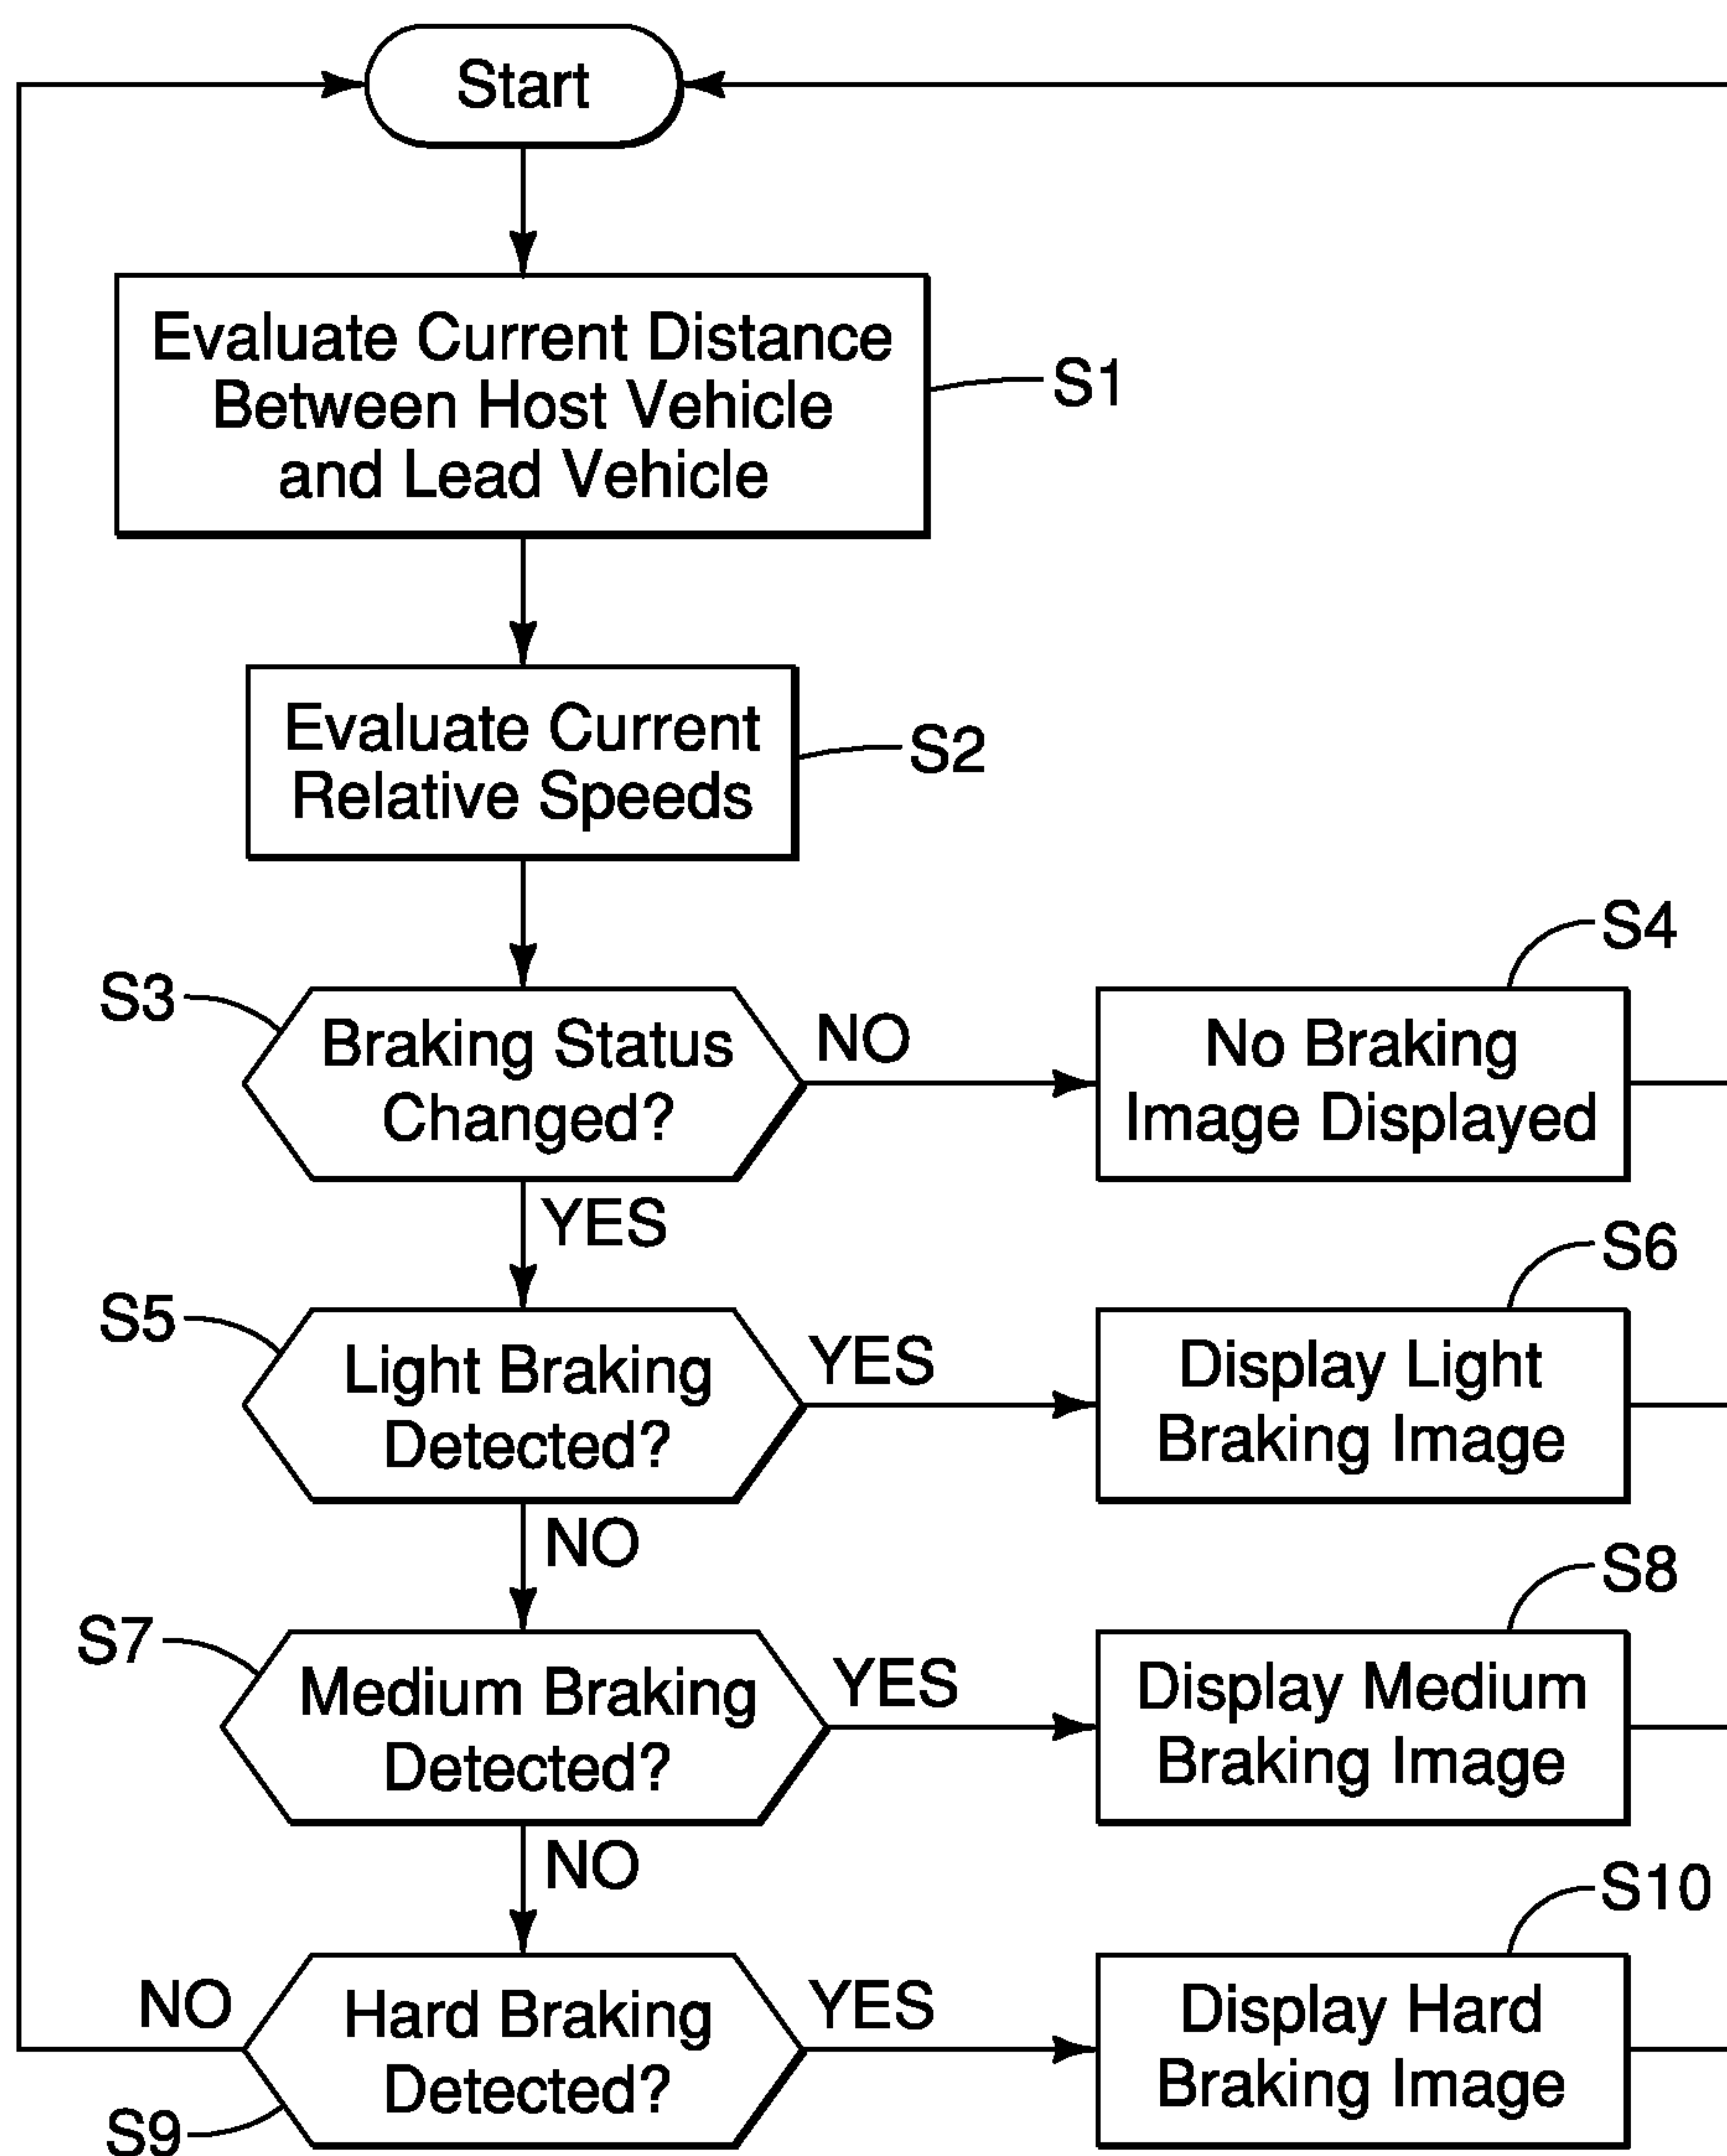 Start
Evaluate Current Distance
Between Host Vehicle
and Lead Vehicle
S1
Evaluate Current
Relative Speeds
S2
S3
Braking Status
Changed?
NO
S4
No Braking
Image Displayed
YES
S5
Light Braking
Detected?
YES
S6
Display Light
Braking Image
NO
S7
Medium Braking
Detected?
YES
S8
Display Medium
Braking Image
NO
NO
Hard Braking
Detected?
S9
YES
S10
Display Hard
Braking Image